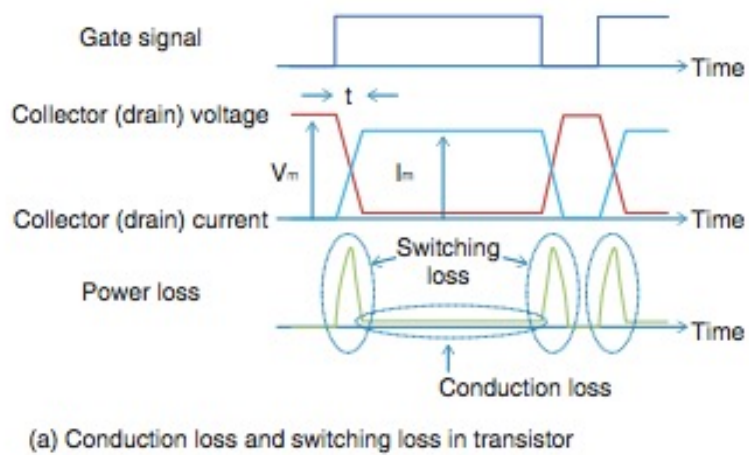 Gate signal
Time
t
Collector (drain) voltage
Vm
Im
Collector (drain) current
Time
Switching
loss
Power loss
Time
Conduction loss
(a) Conduction loss and switching loss in transistor